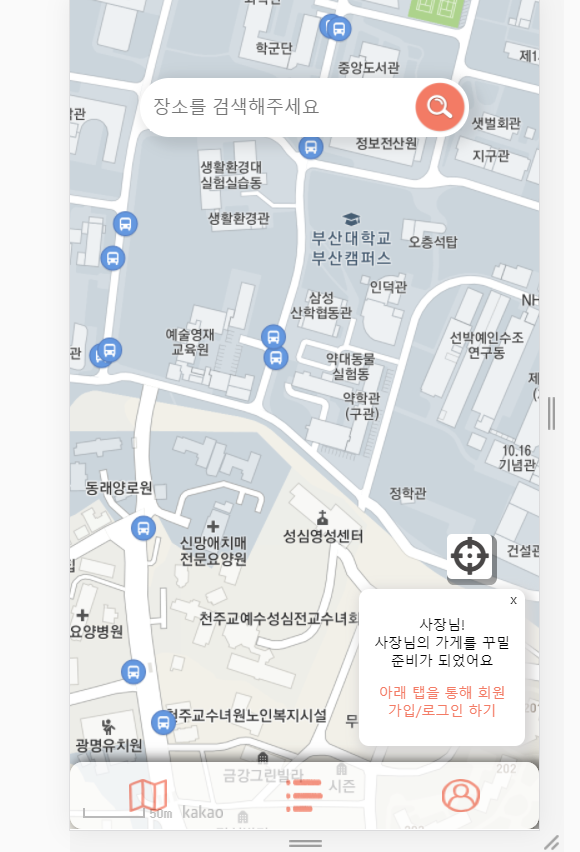 학군단
중앙도서관
장소를 검색해주세요
샛벌회관
정보전산원
지구관
생활환경대
실험실습동
생활환경관
부산대학교
부산캠퍼스
오층석탑
인덕관
삼성
산학협동관
NH
예술영재
교육원
선박예인수조
연구동
관
약대동물
실험동
약학관
(구관)
10.16
기념관
동래양로원
정학관
성심영성센터
신망애치매
전문요양원
건설관
x
천주교예수성심전교수녀회
사장님!
사장님의 가게를 꾸밀
준비가 되었어요
요양병원
아래 탭을 통해 회원
가입/로그인 하기
천주교수녀원노인복지시설
무
광명유치원
금강그린빌라
202
시즌
50m kakao